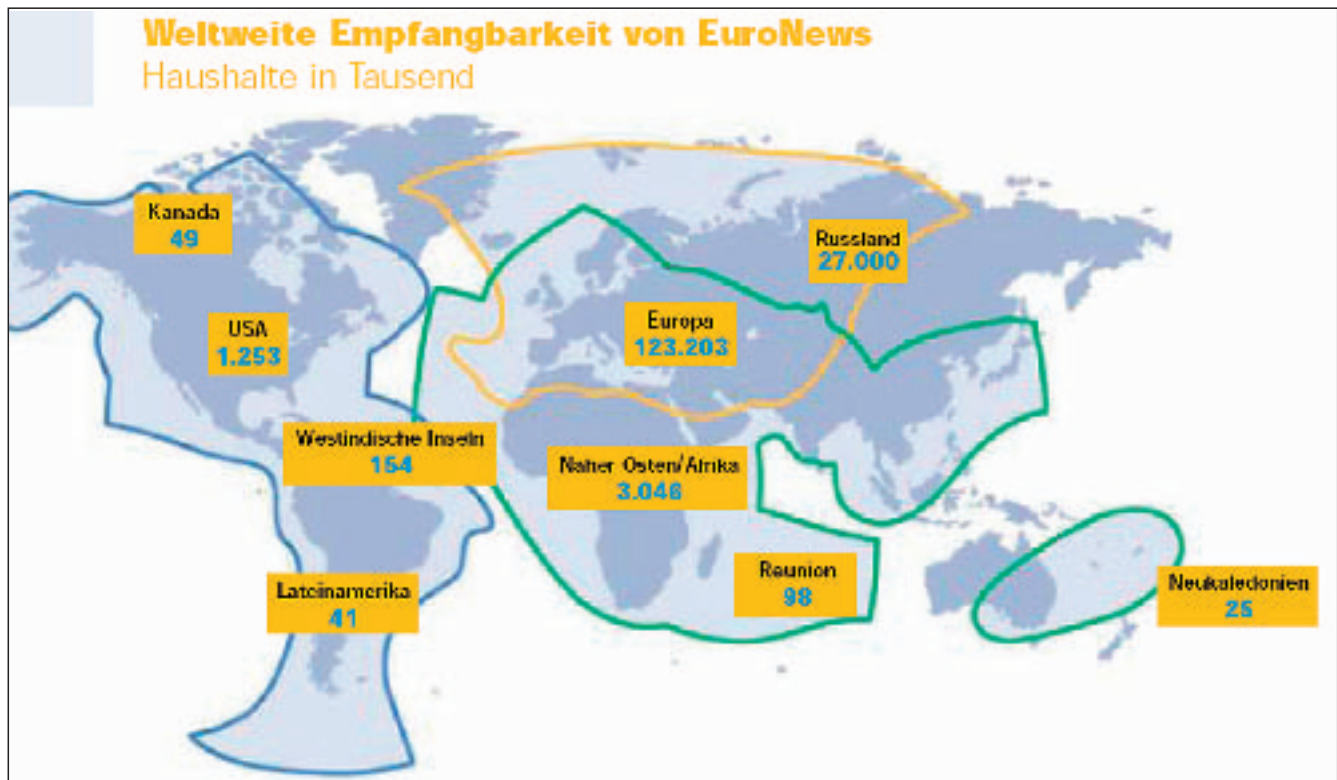 Weltweite Empfangbarkeit von EuroNews
Haushalte in Tausend
Kanada
49
Russland
27.000
USA
1.253
Europa
123.203
Westindische Inseln
154
Naher Osten/Afrika
3.046
Reunion
98
Lateinamerika
41
Neukaledonien
25